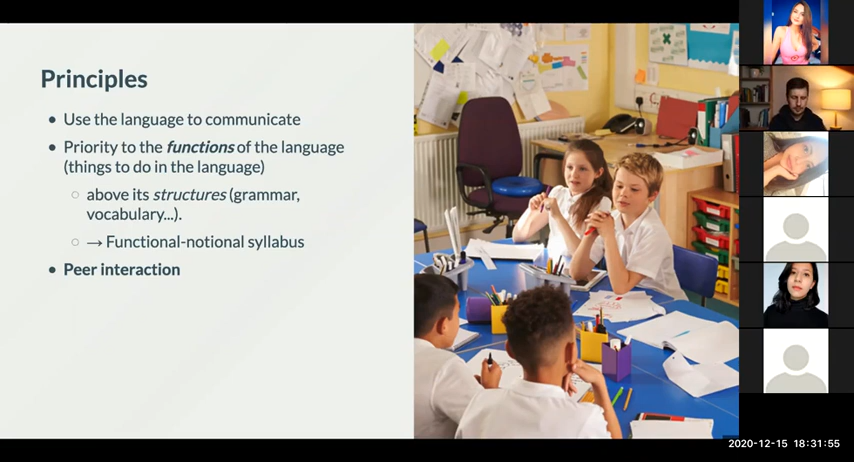 Principles
Use the language to communicate
Priority to the functions of the language
(things to do in the language)
above its structures (grammar,
vocabulary...).
→ Functional-notional syllabus
Peer interaction
2020-12-15 18:31:55